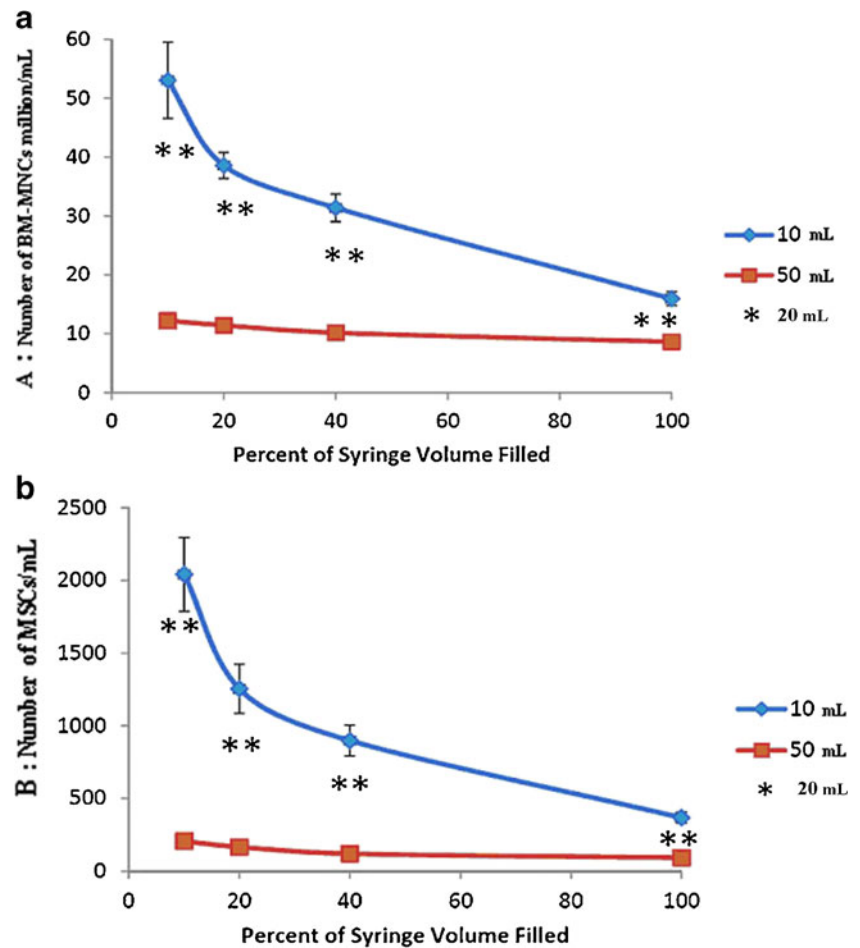 a
A : Number of BM-MNCs million/mL
60
50
40
30
20
10
0
**
**
**
**
0 20 40 60 80 100
Percent of Syringe Volume Filled
10 mL
50 mL
* 20 mL
b
B : Number of MSCs/mL
2500
2000
1500
1000
500
0
**
**
**
**
0 20 40 60 80 100
Percent of Syringe Volume Filled
10 mL
50 mL
* 20 mL